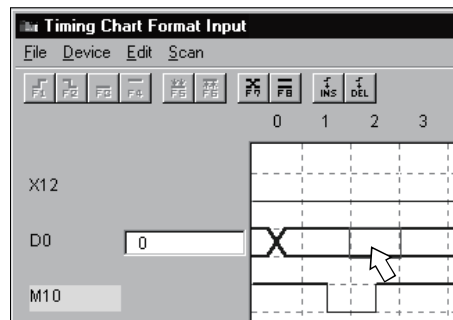 Timing Chart Format Input
File Device Edit Scan
F1 F2 F3 F4 F5 F6 F7 F8 INS DEL
0 1 2 3
X12
D0 0
M10